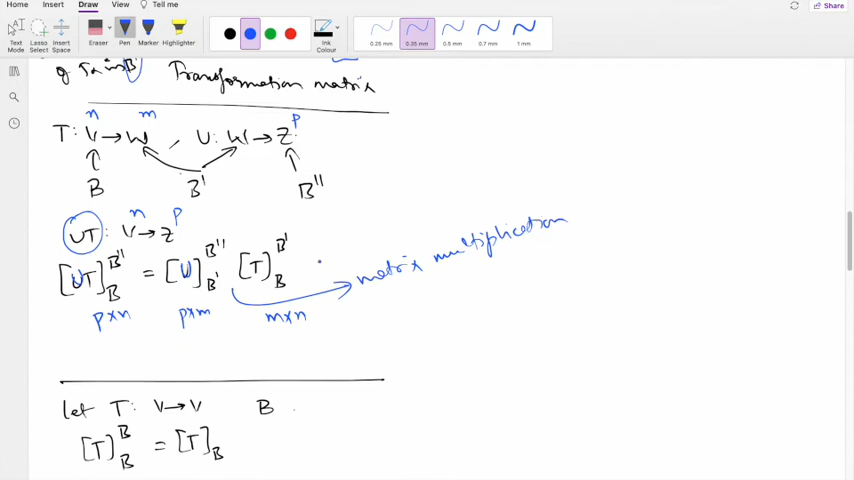 Home Insert Draw View Tell me
Share
Text Mode Lasso Select Insert Space Eraser Pen Marker Highlighter Ink Colour 0.25 mm 0.35 mm 0.5 mm 0.7 mm 1 mm
Transformation matrix
n m p
T: V→W , U: W→Z
B B' B''
n p
UT: V→Z
[UT]_B^{B''} = [U]_{B'}^{B''} [T]_B^{B'} → matrix multiplication
p×n p×m m×n
let T: V→V B
[T]_B^B = [T]_B